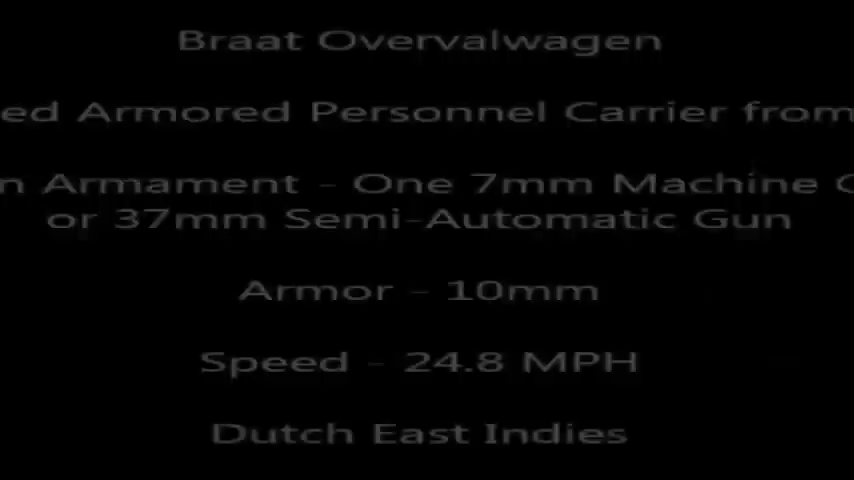 Braat Overvalwagen
ed Armored Personnel Carrier from
n Armament - One 7mm Machine
or 37mm Semi-Automatic Gun
Armor - 10mm
Speed - 24.8 MPH
Dutch East Indies